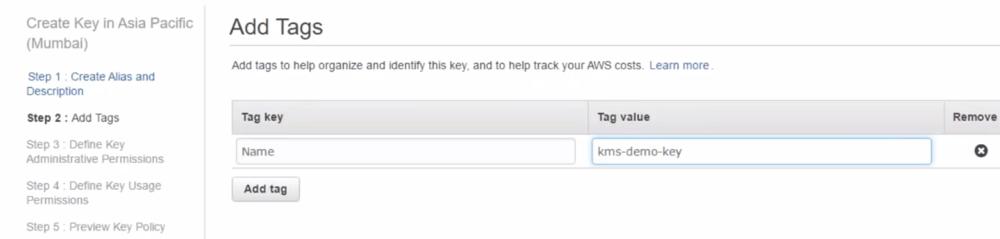 Create Key in Asia Pacific
(Mumbai)
Step 1 : Create Alias and
Description
Step 2 : Add Tags
Step 3 : Define Key
Administrative Permissions
Step 4 : Define Key Usage
Permissions
Step 5 : Preview Key Policy
Add Tags
Add tags to help organize and identify this key, and to help track your AWS costs. Learn more.
Tag key Tag value Remove
Name kms-demo-key
Add tag